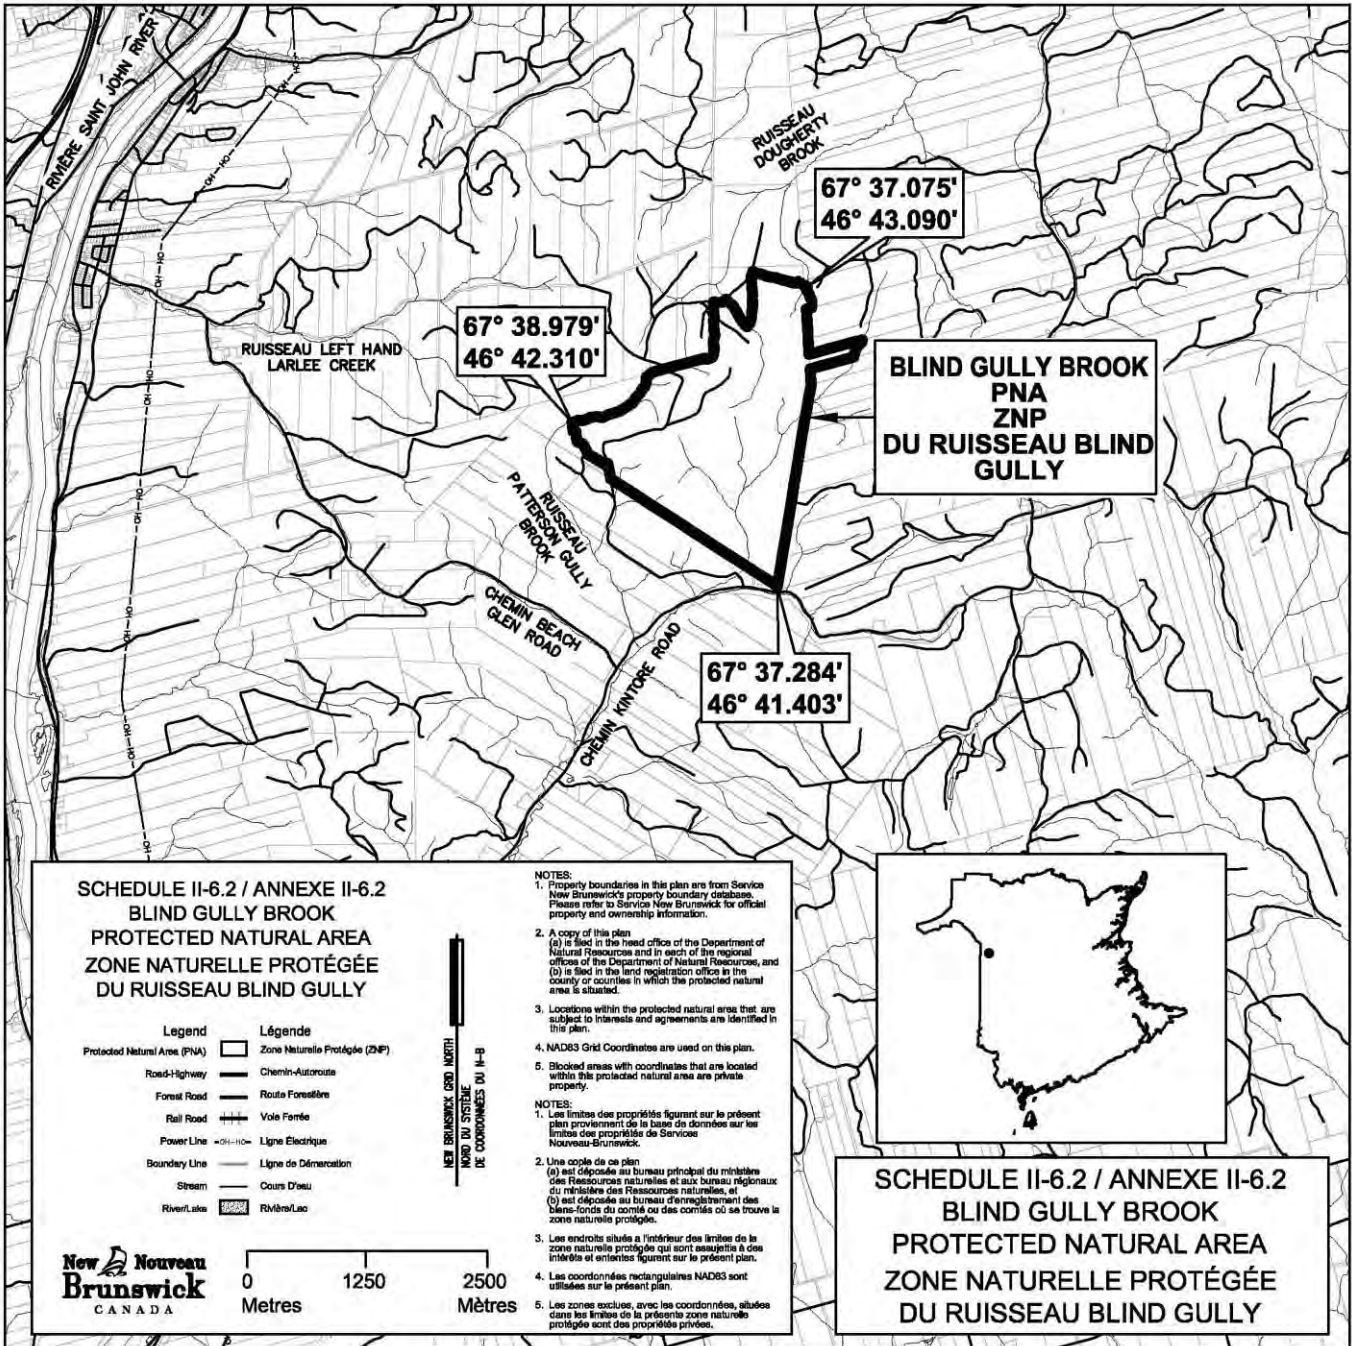 RIVIÈRE SAINT JOHN RIVER
RUISSEAU
DOUGHERTY
BROOK
67° 37.075'
46° 43.090'
67° 38.979'
46° 42.310'
RUISSEAU LEFT HAND
LARLEE CREEK
BLIND GULLY BROOK
PNA
ZNP
DU RUISSEAU BLIND
GULLY
RUISSEAU
PATTERSON GULLY
BROOK
CHEMIN BEACH
GLEN ROAD
CHEMIN KINTORE ROAD
67° 37.284'
46° 41.403'
SCHEDULE II-6.2 / ANNEXE II-6.2
BLIND GULLY BROOK
PROTECTED NATURAL AREA
ZONE NATURELLE PROTÉGÉE
DU RUISSEAU BLIND GULLY
Legend Légende
Protected Natural Area (PNA) Zone Naturelle Protégée (ZNP)
Road-Highway Chemin-Autoroute
Forest Road Route Forestière
Rail Road Voie Ferrée
Power Line -OH-HO- Ligne Électrique
Boundary Line Ligne de Démarcation
Stream Cours D'eau
River/Lake Rivière/Lac
NEW BRUNSWICK GRID NORTH
NORD DU SYSTÈME
DE COORDONNÉES DU N-B
New Nouveau
Brunswick
CANADA
0 1250 2500
Metres Mètres
NOTES:
1. Property boundaries in this plan are from Service
New Brunswick's property boundary database.
Please refer to Service New Brunswick for official
property and ownership information.
2. A copy of this plan
(a) is filed in the head office of the Department of
Natural Resources and in each of the regional
offices of the Department of Natural Resources, and
(b) is filed in the land registration office in the
county or counties in which the protected natural
area is situated.
3. Locations within the protected natural area that are
subject to interests and agreements are identified in
this plan.
4. NAD83 Grid Coordinates are used on this plan.
5. Blocked areas with coordinates that are located
within this protected natural area are private
property.
NOTES:
1. Les limites des propriétés figurant sur le présent
plan proviennent de la base de données sur les
limites des propriétés de Services
Nouveau-Brunswick.
2. Une copie de ce plan
(a) est déposée au bureau principal du ministère
des Ressources naturelles et aux bureau régionaux
du ministère des Ressources naturelles, et
(b) est déposée au bureau d'enregistrement des
biens-fonds du comté ou des comtés où se trouve la
zone naturelle protégée.
3. Les endroits situés a l'intérieur des limites de la
zone naturelle protégée qui sont assujettis à des
intérêts et ententes figurent sur le présent plan.
4. Les coordonnées rectangulaires NAD83 sont
utilisées sur le présent plan.
5. Les zones exclues, avec les coordonnées, situées
dans les limites de la présente zone naturelle
protégée sont des propriétés privées.
SCHEDULE II-6.2 / ANNEXE II-6.2
BLIND GULLY BROOK
PROTECTED NATURAL AREA
ZONE NATURELLE PROTÉGÉE
DU RUISSEAU BLIND GULLY